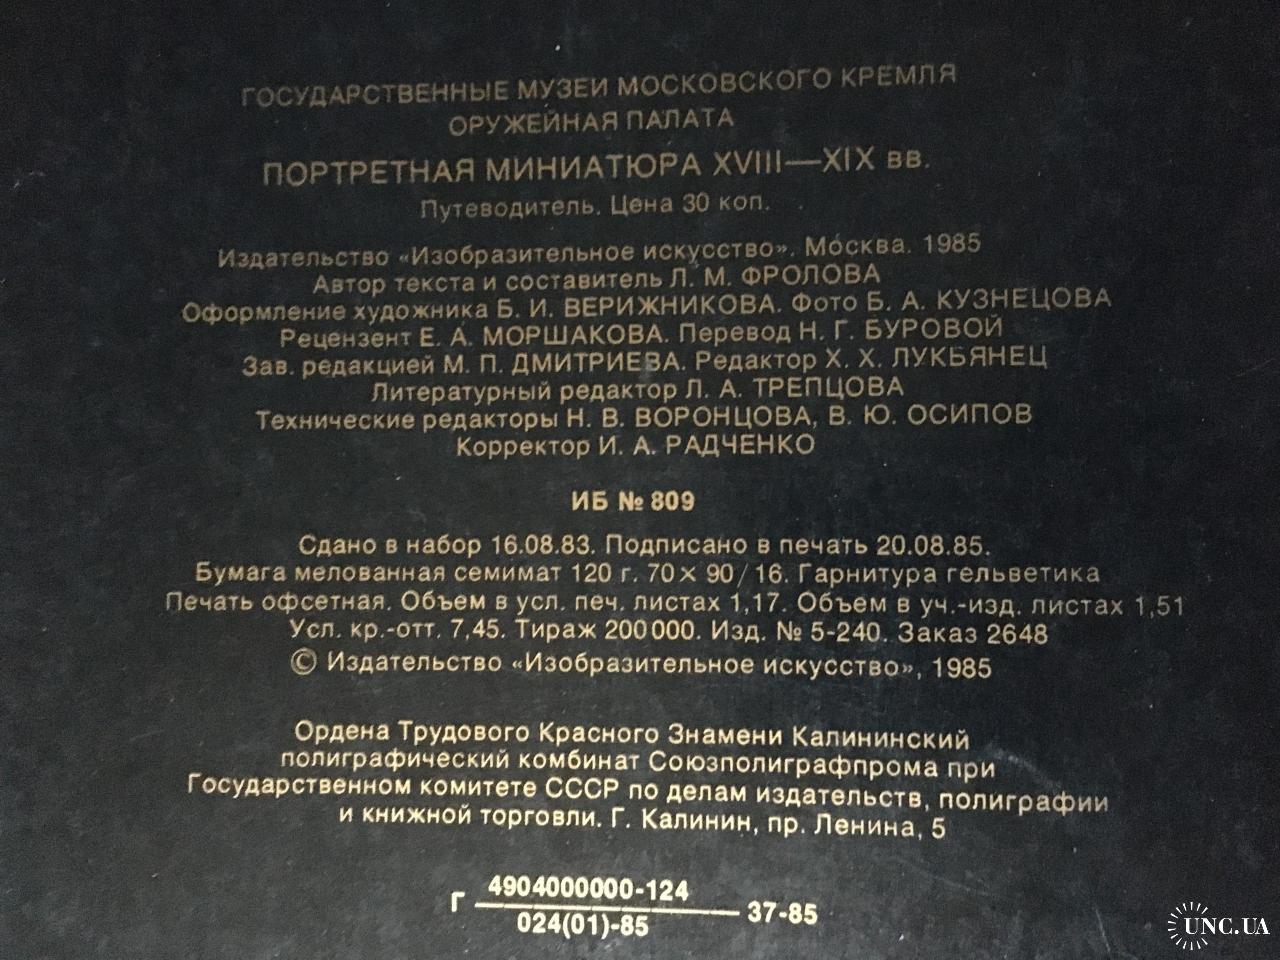 ГОСУДАРСТВЕННЫЕ МУЗЕИ МОСКОВСКОГО КРЕМЛЯ
ОРУЖЕЙНАЯ ПАЛАТА
ПОРТРЕТНАЯ МИНИАТЮРА XVIII—XIX вв.
Путеводитель. Цена 30 коп.
Издательство «Изобразительное искусство». Москва. 1985
Автор текста и составитель Л. М. ФРОЛОВА
Оформление художника Б. И. ВЕРИЖНИКОВА. Фото Б. А. КУЗНЕЦОВА
Рецензент Е. А. МОРШАКОВА. Перевод Н. Г. БУРОВОЙ
Зав. редакцией М. П. ДМИТРИЕВА. Редактор Х. Х. ЛУКЬЯНЕЦ
Литературный редактор Л. А. ТРЕПЦОВА
Технические редакторы Н. В. ВОРОНЦОВА, В. Ю. ОСИПОВ
Корректор И. А. РАДЧЕНКО
ИБ № 809
Сдано в набор 16.08.83. Подписано в печать 20.08.85.
Бумага мелованная семимат 120 г. 70 × 90/16. Гарнитура гельветика
Печать офсетная. Объем в усл. печ. листах 1,17. Объем в уч.-изд. листах 1,51
Усл. кр.-отт. 7,45. Тираж 200 000. Изд. № 5-240. Заказ 2648
© Издательство «Изобразительное искусство», 1985
Ордена Трудового Красного Знамени Калининский
полиграфический комбинат Союзполиграфпрома при
Государственном комитете СССР по делам издательств, полиграфии
и книжной торговли. Г. Калинин, пр. Ленина, 5
4904000000-124
Г 37-85
024(01)-85
UNC.UA